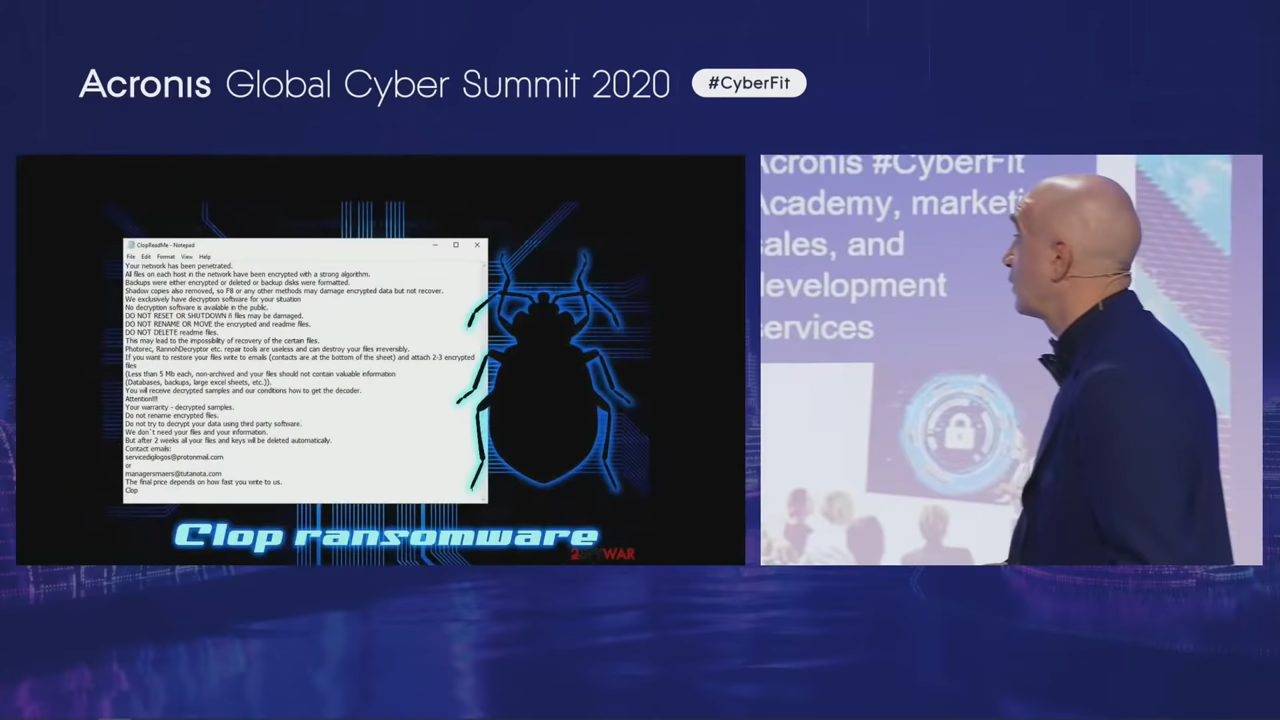 Acronis Global Cyber Summit 2020 #CyberFit
ClopReadMe - Notepad
File Edit Format View Help
Your network has been penetrated.
All files on each host in the network have been encrypted with a strong algorithm.
Backups were either encrypted or deleted or backup disks were formatted.
Shadow copies also removed, so F8 or any other methods may damage encrypted data but not recover.
We exclusively have decryption software for your situation
No decryption software is available in the public.
DO NOT RESET OR SHUTDOWN Â files may be damaged.
DO NOT RENAME OR MOVE the encrypted and readme files.
DO NOT DELETE readme files.
This may lead to the impossibility of recovery of the certain files.
Photorec, RannohDecryptor etc. repair tools are useless and can destroy your files irreversibly.
If you want to restore your files write to emails (contacts are at the bottom of the sheet) and attach 2-3 encrypted
files
(Less than 5 Mb each, non-archived and your files should not contain valuable information
(Databases, backups, large excel sheets, etc.)).
You will receive decrypted samples and our conditions how to get the decoder.
Attention!!!
Your warranty - decrypted samples.
Do not rename encrypted files.
Do not try to decrypt your data using third party software.
We don`t need your files and your information.
But after 2 weeks all your files and keys will be deleted automatically.
Contact emails:
servicedigilogos@protonmail.com
or
managersmaers@tutanota.com
The final price depends on how fast you write to us.
Clop
Clop ransomware
2SPYWAR
Acronis #CyberFit
Academy, marketi
sales, and
development
services